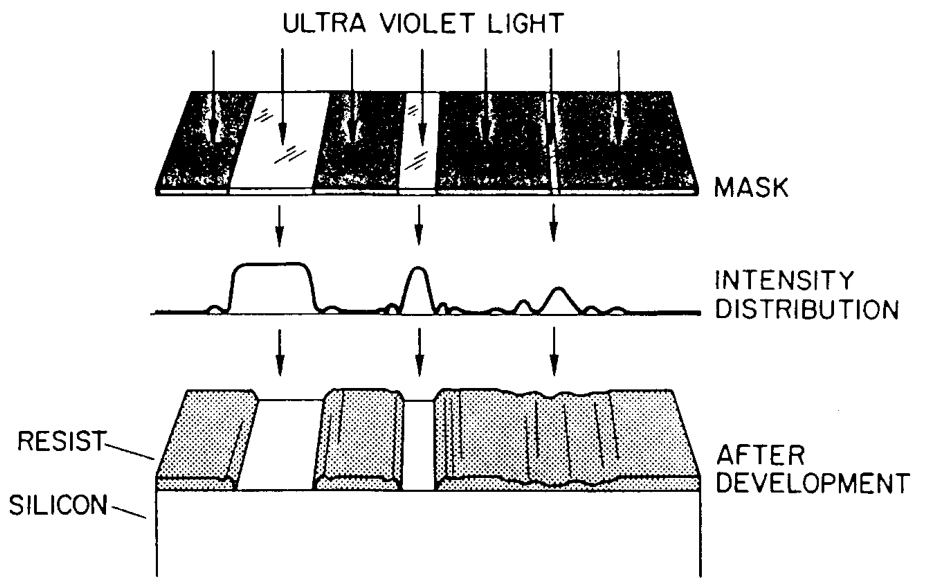 ULTRA VIOLET LIGHT
MASK
INTENSITY
DISTRIBUTION
RESIST
SILICON
AFTER
DEVELOPMENT